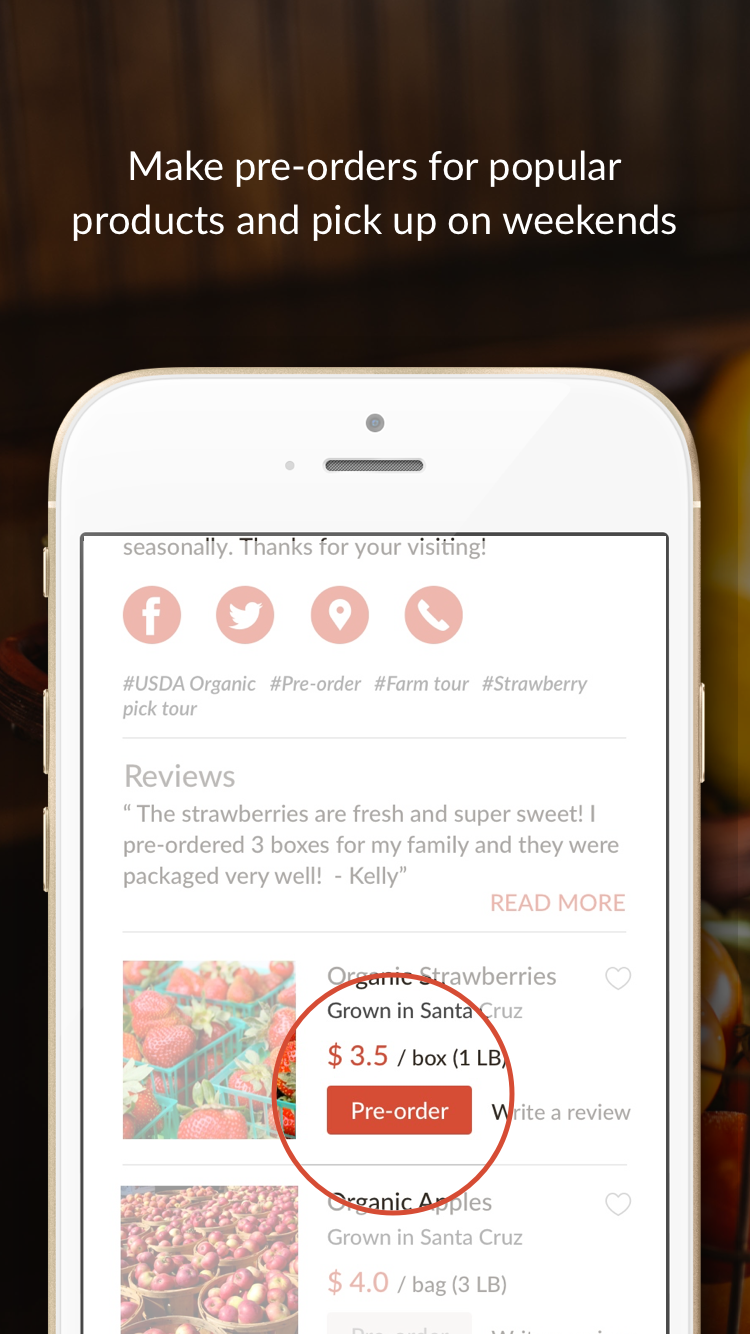 Make pre-orders for popular
products and pick up on weekends
seasonally. Thanks for your visiting!
#USDA Organic #Pre-order #Farm tour #Strawberry
pick tour
Reviews
“ The strawberries are fresh and super sweet! I
pre-ordered 3 boxes for my family and they were
packaged very well! - Kelly”
READ MORE
Organic Strawberries
Grown in Santa Cruz
$ 3.5 / box (1 LB)
Pre-order Write a review
Organic Apples
Grown in Santa Cruz
$ 4.0 / bag (3 LB)
Pre-order